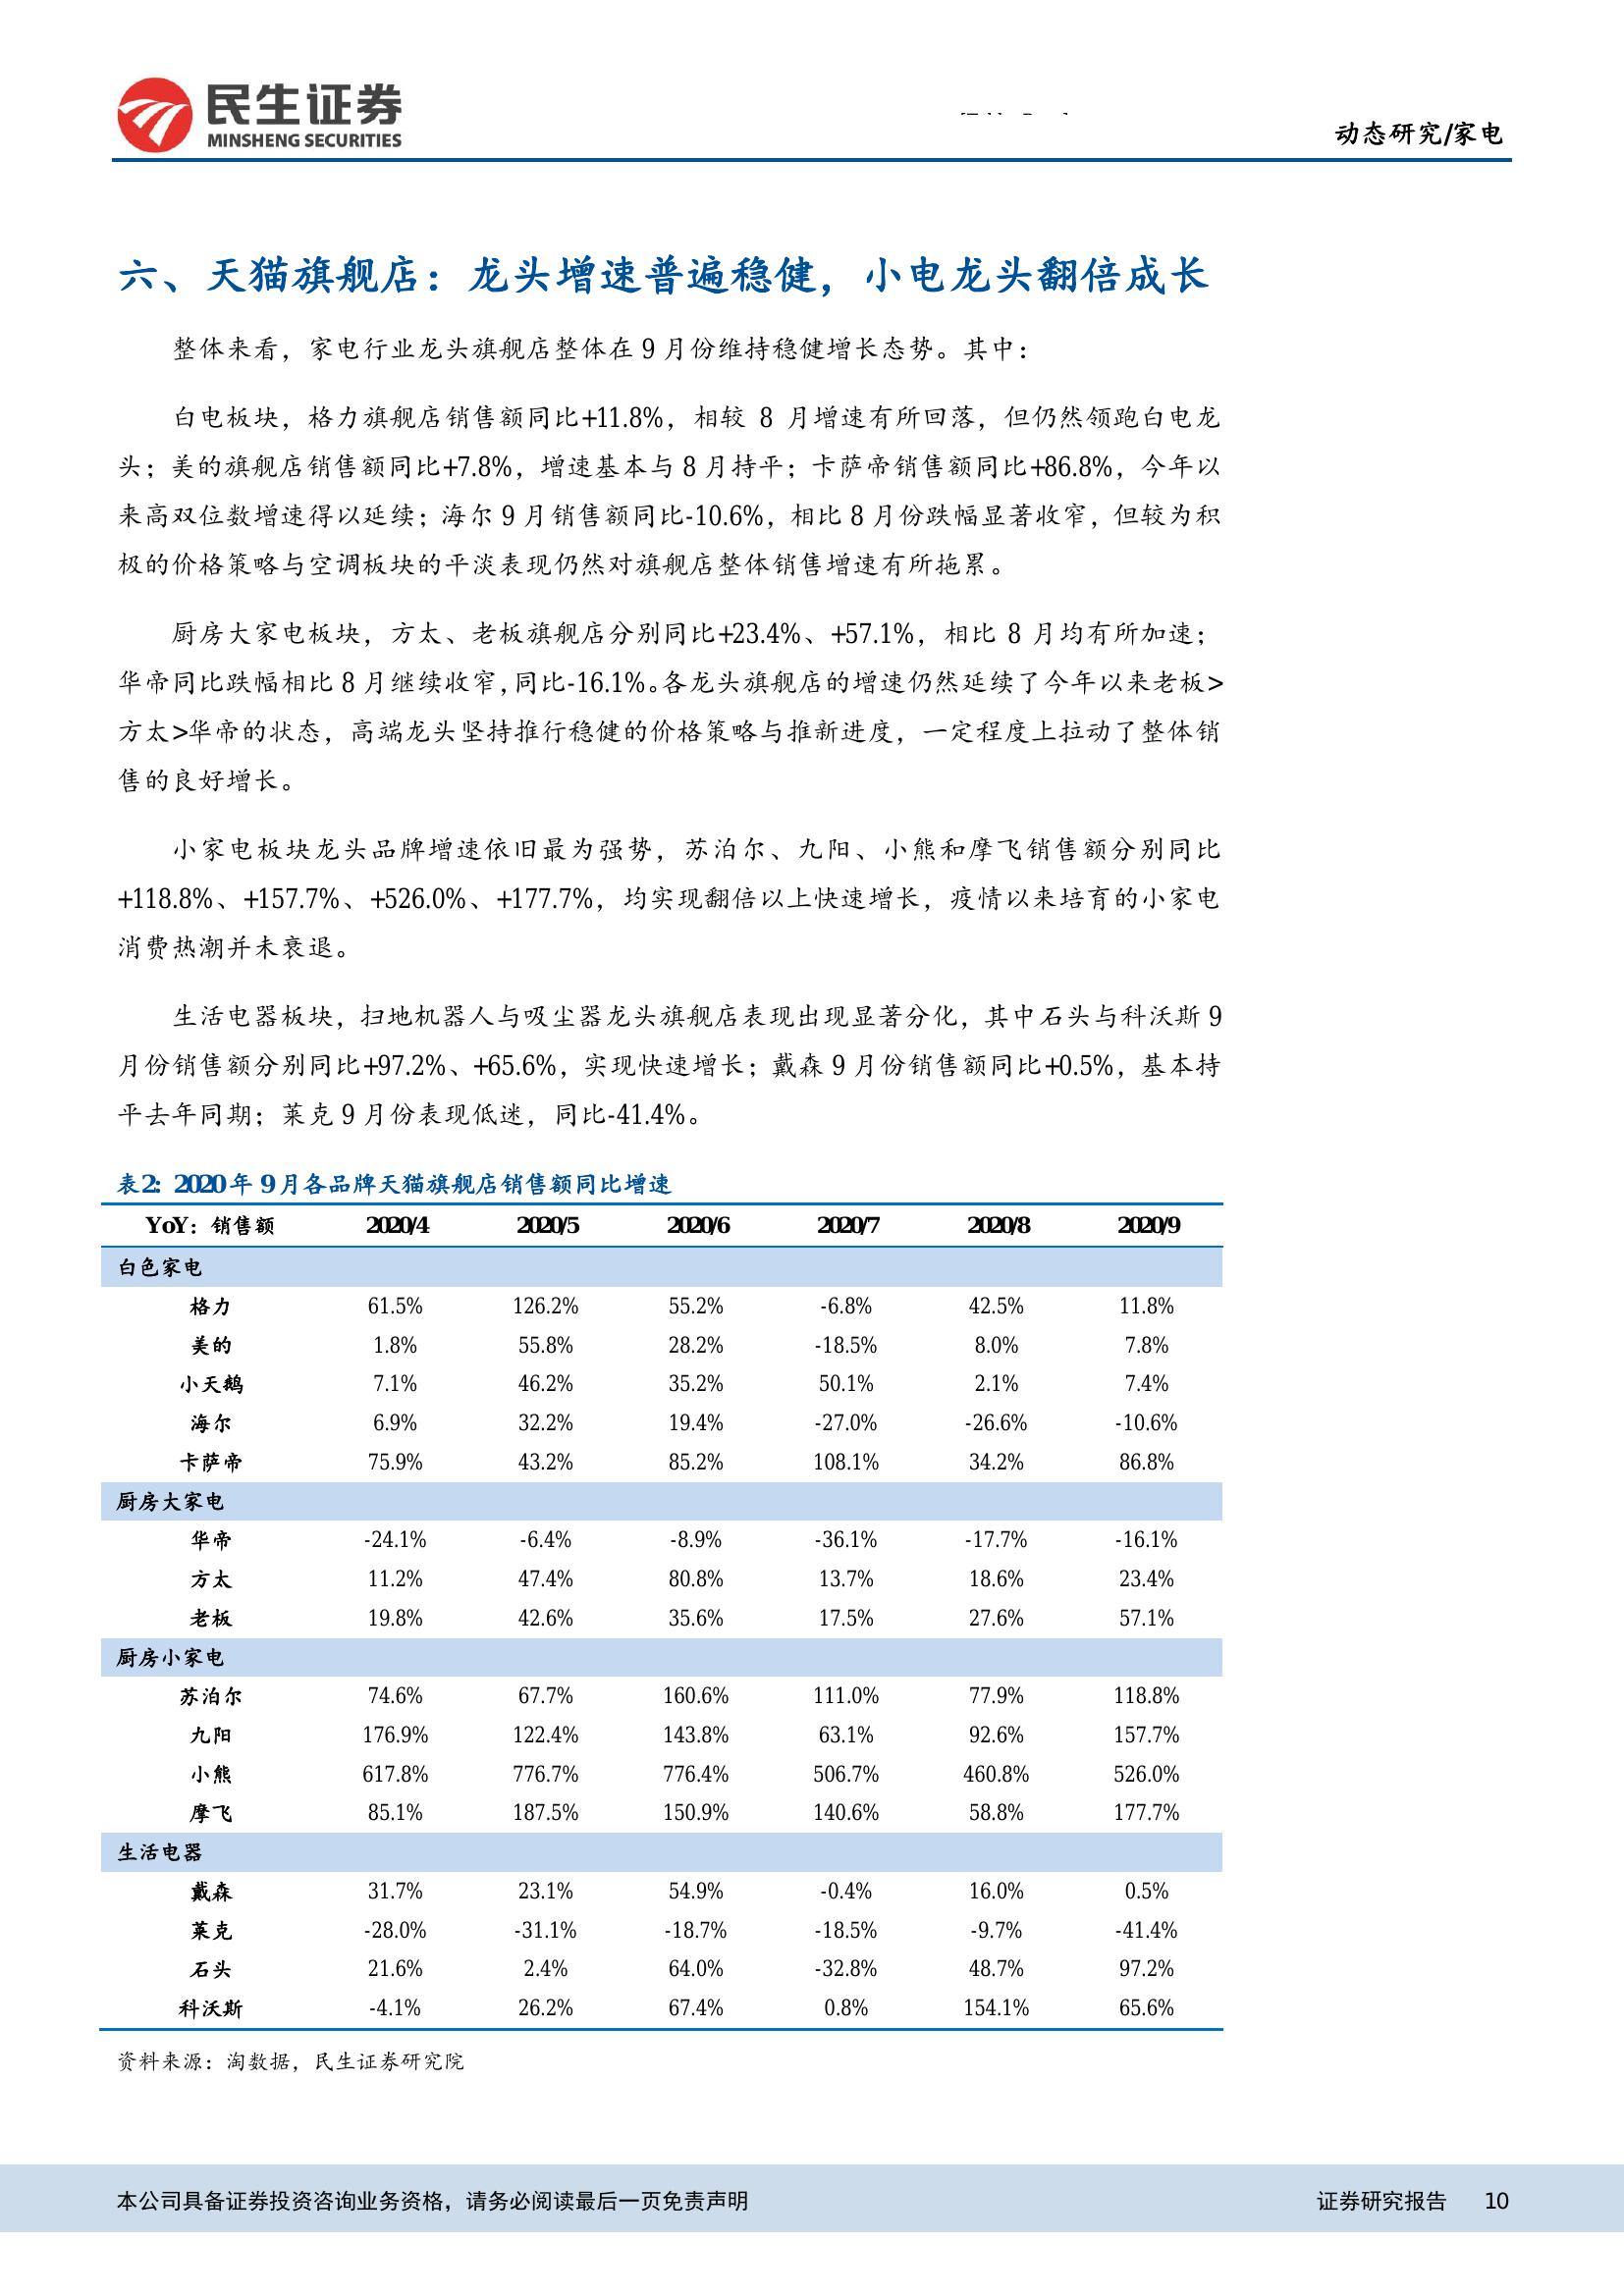 民生证券
MINSHENG SECURITIES
动态研究/家电
六、天猫旗舰店：龙头增速普遍稳健，小电龙头翻倍成长
整体来看，家电行业龙头旗舰店整体在 9 月份维持稳健增长态势。其中：
白电板块，格力旗舰店销售额同比+11.8%，相较 8 月增速有所回落，但仍然领跑白电龙
头；美的旗舰店销售额同比+7.8%，增速基本与 8 月持平；卡萨帝销售额同比+86.8%，今年以
来高双位数增速得以延续；海尔 9 月销售额同比-10.6%，相比 8 月份跌幅显著收窄，但较为积
极的价格策略与空调板块的平淡表现仍然对旗舰店整体销售增速有所拖累。
厨房大家电板块，方太、老板旗舰店分别同比+23.4%、+57.1%，相比 8 月均有所加速；
华帝同比跌幅相比 8 月继续收窄，同比-16.1%。各龙头旗舰店的增速仍然延续了今年以来老板>
方太>华帝的状态，高端龙头坚持推行稳健的价格策略与推新进度，一定程度上拉动了整体销
售的良好增长。
小家电板块龙头品牌增速依旧最为强势，苏泊尔、九阳、小熊和摩飞销售额分别同比
+118.8%、+157.7%、+526.0%、+177.7%，均实现翻倍以上快速增长，疫情以来培育的小家电
消费热潮并未衰退。
生活电器板块，扫地机器人与吸尘器龙头旗舰店表现出现显著分化，其中石头与科沃斯 9
月份销售额分别同比+97.2%、+65.6%，实现快速增长；戴森 9 月份销售额同比+0.5%，基本持
平去年同期；莱克 9 月份表现低迷，同比-41.4%。
表2：2020 年 9 月各品牌天猫旗舰店销售额同比增速
YoY：销售额 2020/4 2020/5 2020/6 2020/7 2020/8 2020/9
白色家电
格力 61.5% 126.2% 55.2% -6.8% 42.5% 11.8%
美的 1.8% 55.8% 28.2% -18.5% 8.0% 7.8%
小天鹅 7.1% 46.2% 35.2% 50.1% 2.1% 7.4%
海尔 6.9% 32.2% 19.4% -27.0% -26.6% -10.6%
卡萨帝 75.9% 43.2% 85.2% 108.1% 34.2% 86.8%
厨房大家电
华帝 -24.1% -6.4% -8.9% -36.1% -17.7% -16.1%
方太 11.2% 47.4% 80.8% 13.7% 18.6% 23.4%
老板 19.8% 42.6% 35.6% 17.5% 27.6% 57.1%
厨房小家电
苏泊尔 74.6% 67.7% 160.6% 111.0% 77.9% 118.8%
九阳 176.9% 122.4% 143.8% 63.1% 92.6% 157.7%
小熊 617.8% 776.7% 776.4% 506.7% 460.8% 526.0%
摩飞 85.1% 187.5% 150.9% 140.6% 58.8% 177.7%
生活电器
戴森 31.7% 23.1% 54.9% -0.4% 16.0% 0.5%
莱克 -28.0% -31.1% -18.7% -18.5% -9.7% -41.4%
石头 21.6% 2.4% 64.0% -32.8% 48.7% 97.2%
科沃斯 -4.1% 26.2% 67.4% 0.8% 154.1% 65.6%
资料来源：淘数据，民生证券研究院
本公司具备证券投资咨询业务资格，请务必阅读最后一页免责声明
证券研究报告 10